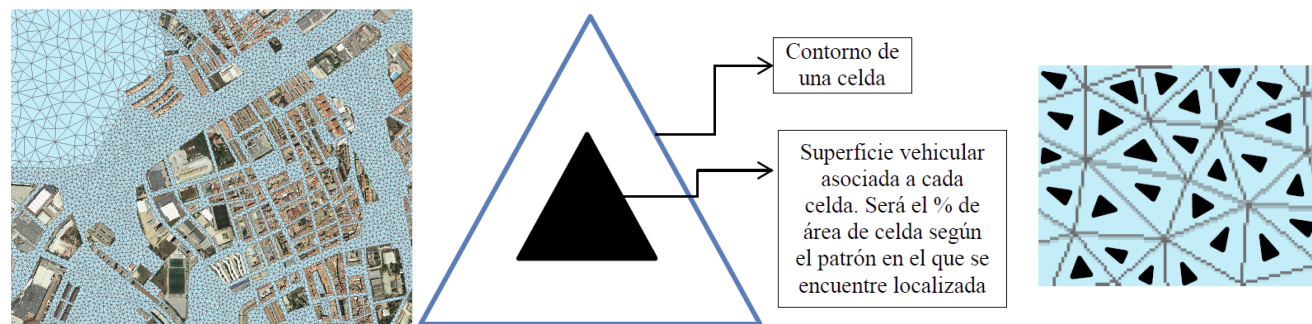 Contorno de
una celda
Superficie vehicular
asociada a cada
celda. Será el % de
área de celda según
el patrón en el que se
encuentre localizada